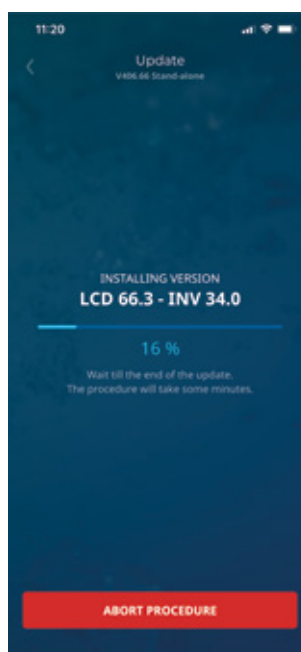 11:20
Update
V406.66 Stand-alone
INSTALLING VERSION
LCD 66.3 - INV 34.0
16 %
Wait till the end of the update.
The procedure will take some minutes.
ABORT PROCEDURE